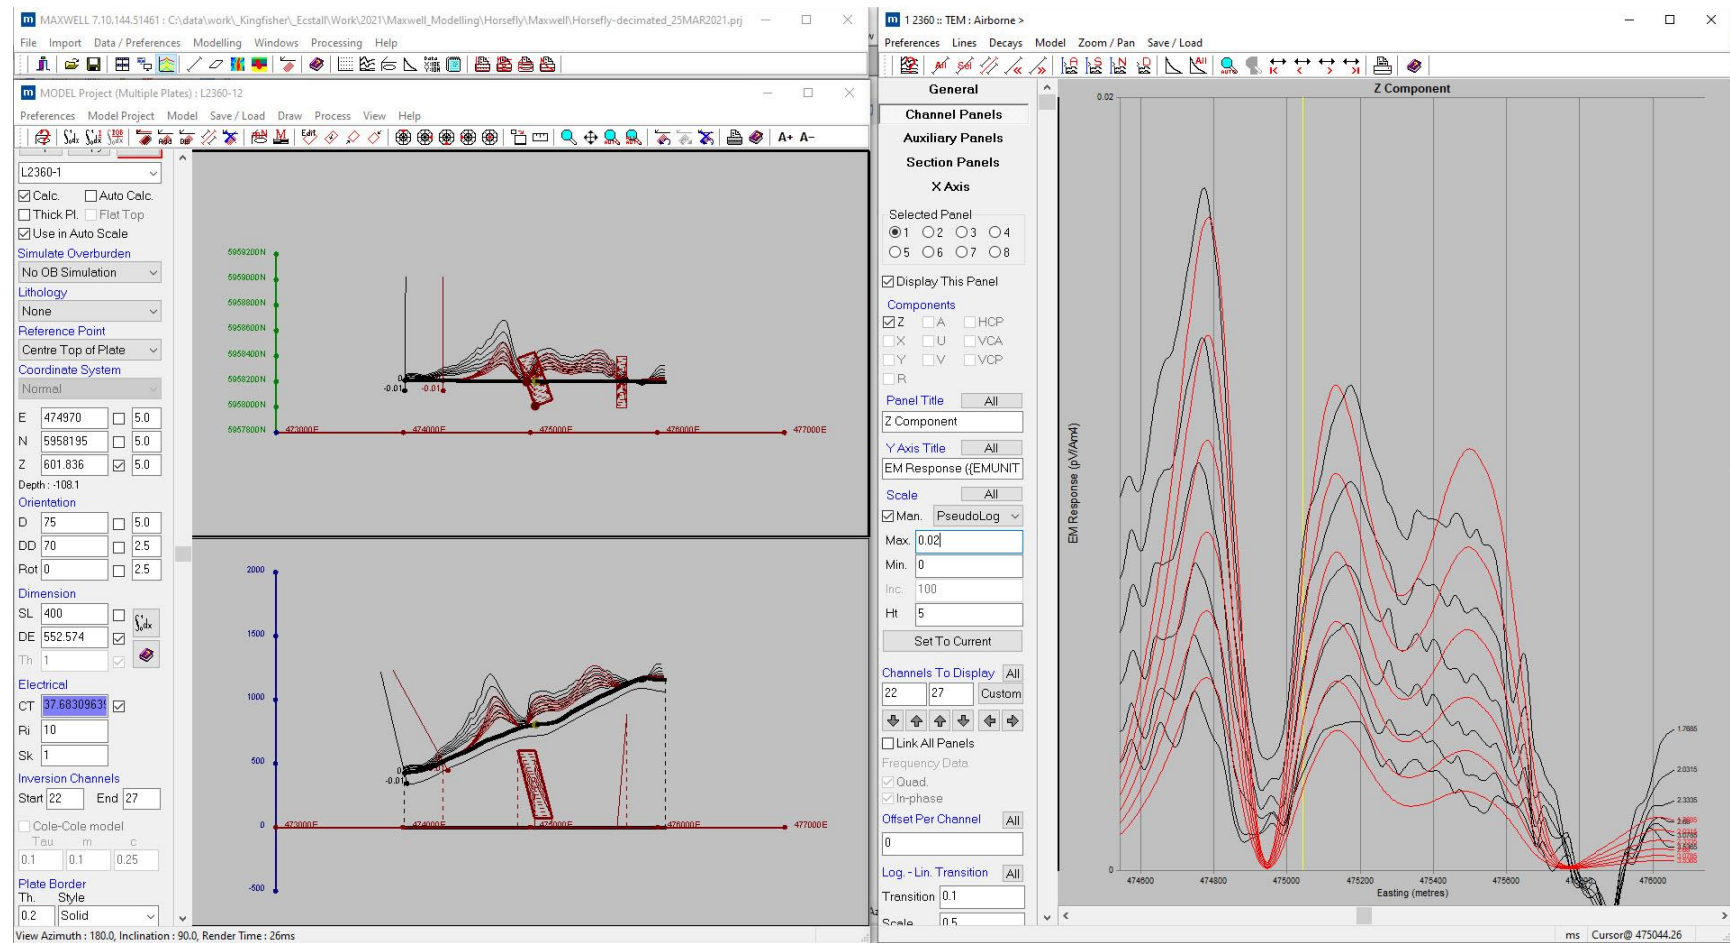 MAXWELL 7.10.144.51461 : C:\data\work\_Kingfisher\_Ecstall\Work\2021\Maxwell_Modelling\Horsefly\Maxwell\Horsefly-decimated_25MAR2021.prj
File Import Data / Preferences Modelling Windows Processing Help
MODEL Project (Multiple Plates) : L2360-12
Preferences Model Project Model Save / Load Draw Process View Help
A+ A-
L2360-1
Calc. Auto Calc.
Thick Pl. Flat Top
Use in Auto Scale
Simulate Overburden
No OB Simulation
Lithology
None
Reference Point
Centre Top of Plate
Coordinate System
Normal
E 474970 5.0
N 5958195 5.0
Z 601.836 5.0
Depth : -108.1
Orientation
D 75 5.0
DD 70 2.5
Rot 0 2.5
Dimension
SL 400
DE 552.574
Th 1
Electrical
CT 37.68309639
Ri 10
Sk 1
Inversion Channels
Start 22 End 27
Cole-Cole model
Tau m c
0.1 0.1 0.25
Plate Border
Th. Style
0.2 Solid
View Azimuth : 180.0, Inclination : 90.0, Render Time : 26ms
5959200N
5959000N
5958800N
5958600N
5958400N
5958200N
5958000N
5957800N
473000E 474000E 475000E 476000E 477000E
0
-0.01 -0.01
2000
1500
1000
500
0
-500
-0.01
473000E 474000E 475000E 476000E 477000E
1 2360 :: TEM : Airborne >
Preferences Lines Decays Model Zoom / Pan Save / Load
General
Channel Panels
Auxiliary Panels
Section Panels
X Axis
Selected Panel
1 2 3 4
5 6 7 8
Display This Panel
Components
Z A HCP
X U VCA
Y V VCP
R
Panel Title All
Z Component
Y Axis Title All
EM Response ({EMUNIT
Scale All
Man. PseudoLog
Max. 0.02
Min. 0
Inc. 100
Ht 5
Set To Current
Channels To Display All
22 27 Custom
Link All Panels
Frequency Data
Quad.
In-phase
Offset Per Channel All
0
Log. - Lin. Transition All
Transition 0.1
Scale 0.5
Z Component
0.02
EM Response (pV/Am4)
0
1.7665
2.0315
2.3335
474600 474800 475000 475200 475400 475600 476000
Easting (metres)
ms Cursor@ 475044.26